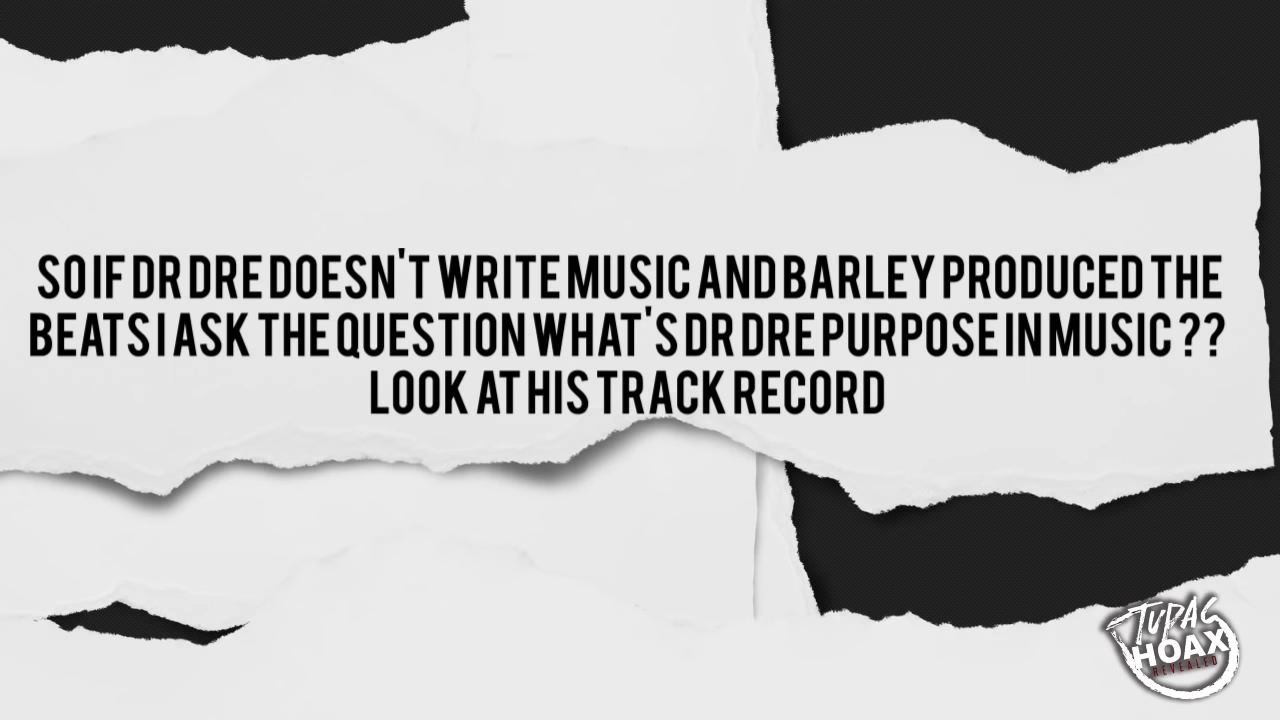 SO IF DR DRE DOESN'T WRITE MUSIC AND BARLEY PRODUCED THE
BEATS I ASK THE QUESTION WHAT'S DR DRE PURPOSE IN MUSIC ??
LOOK AT HIS TRACK RECORD
TUPAC
HOAX
REVEALED